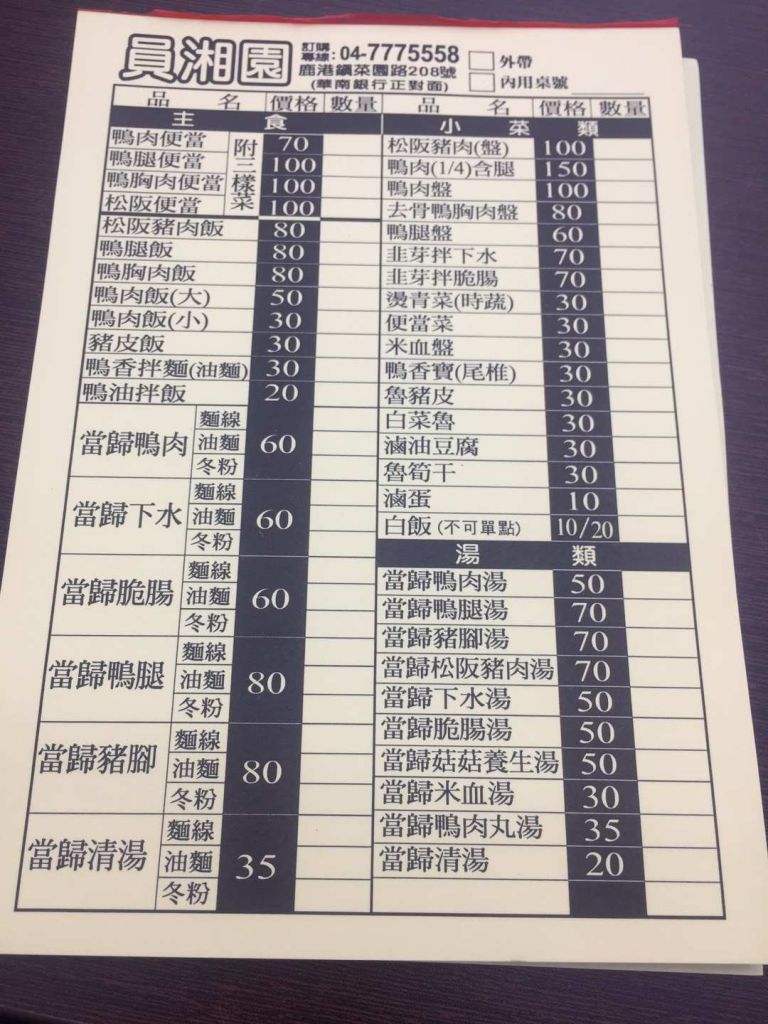 員湘園
訂購專線:04-7775558
鹿港鎮菜園路208號
(華南銀行正對面)
外帶
內用桌號
品名 價格 數量
主食
鴨肉便當 70
鴨腿便當 100
鴨胸肉便當 100
松阪便當 100
附三樣菜
松阪豬肉飯 80
鴨腿飯 80
鴨胸肉飯 80
鴨肉飯(大) 50
鴨肉飯(小) 30
豬皮飯 30
鴨香拌麵(油麵) 30
鴨油拌飯 20
當歸鴨肉 麵線 油麵 冬粉 60
當歸下水 麵線 油麵 冬粉 60
當歸脆腸 麵線 油麵 冬粉 60
當歸鴨腿 麵線 油麵 冬粉 80
當歸豬腳 麵線 油麵 冬粉 80
當歸清湯 麵線 油麵 冬粉 35
品名 價格 數量
小菜類
松阪豬肉(盤) 100
鴨肉(1/4)含腿 150
鴨肉盤 100
去骨鴨胸肉盤 80
鴨腿盤 60
韭芽拌下水 70
韭芽拌脆腸 70
燙青菜(時蔬) 30
便當菜 30
米血盤 30
鴨香寶(尾椎) 30
魯豬皮 30
白菜魯 30
滷油豆腐 30
魯筍干 30
滷蛋 10
白飯(不可單點) 10/20
湯類
當歸鴨肉湯 50
當歸鴨腿湯 70
當歸豬腳湯 70
當歸松阪豬肉湯 70
當歸下水湯 50
當歸脆腸湯 50
當歸菇菇養生湯 50
當歸米血湯 30
當歸鴨肉丸湯 35
當歸清湯 20